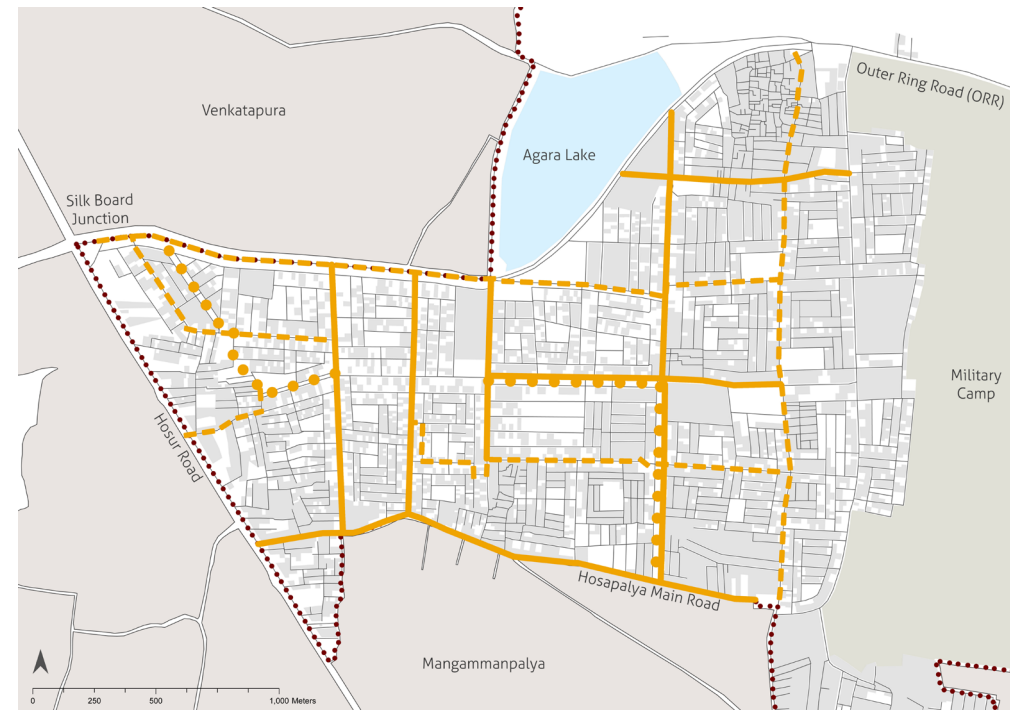 Outer Ring Road (ORR)
Venkatapura
Agara Lake
Silk Board
Junction
Military
Camp
Hosur Road
Hosapalya Main Road
Mangammanpalya
0 250 500 1,000 Meters